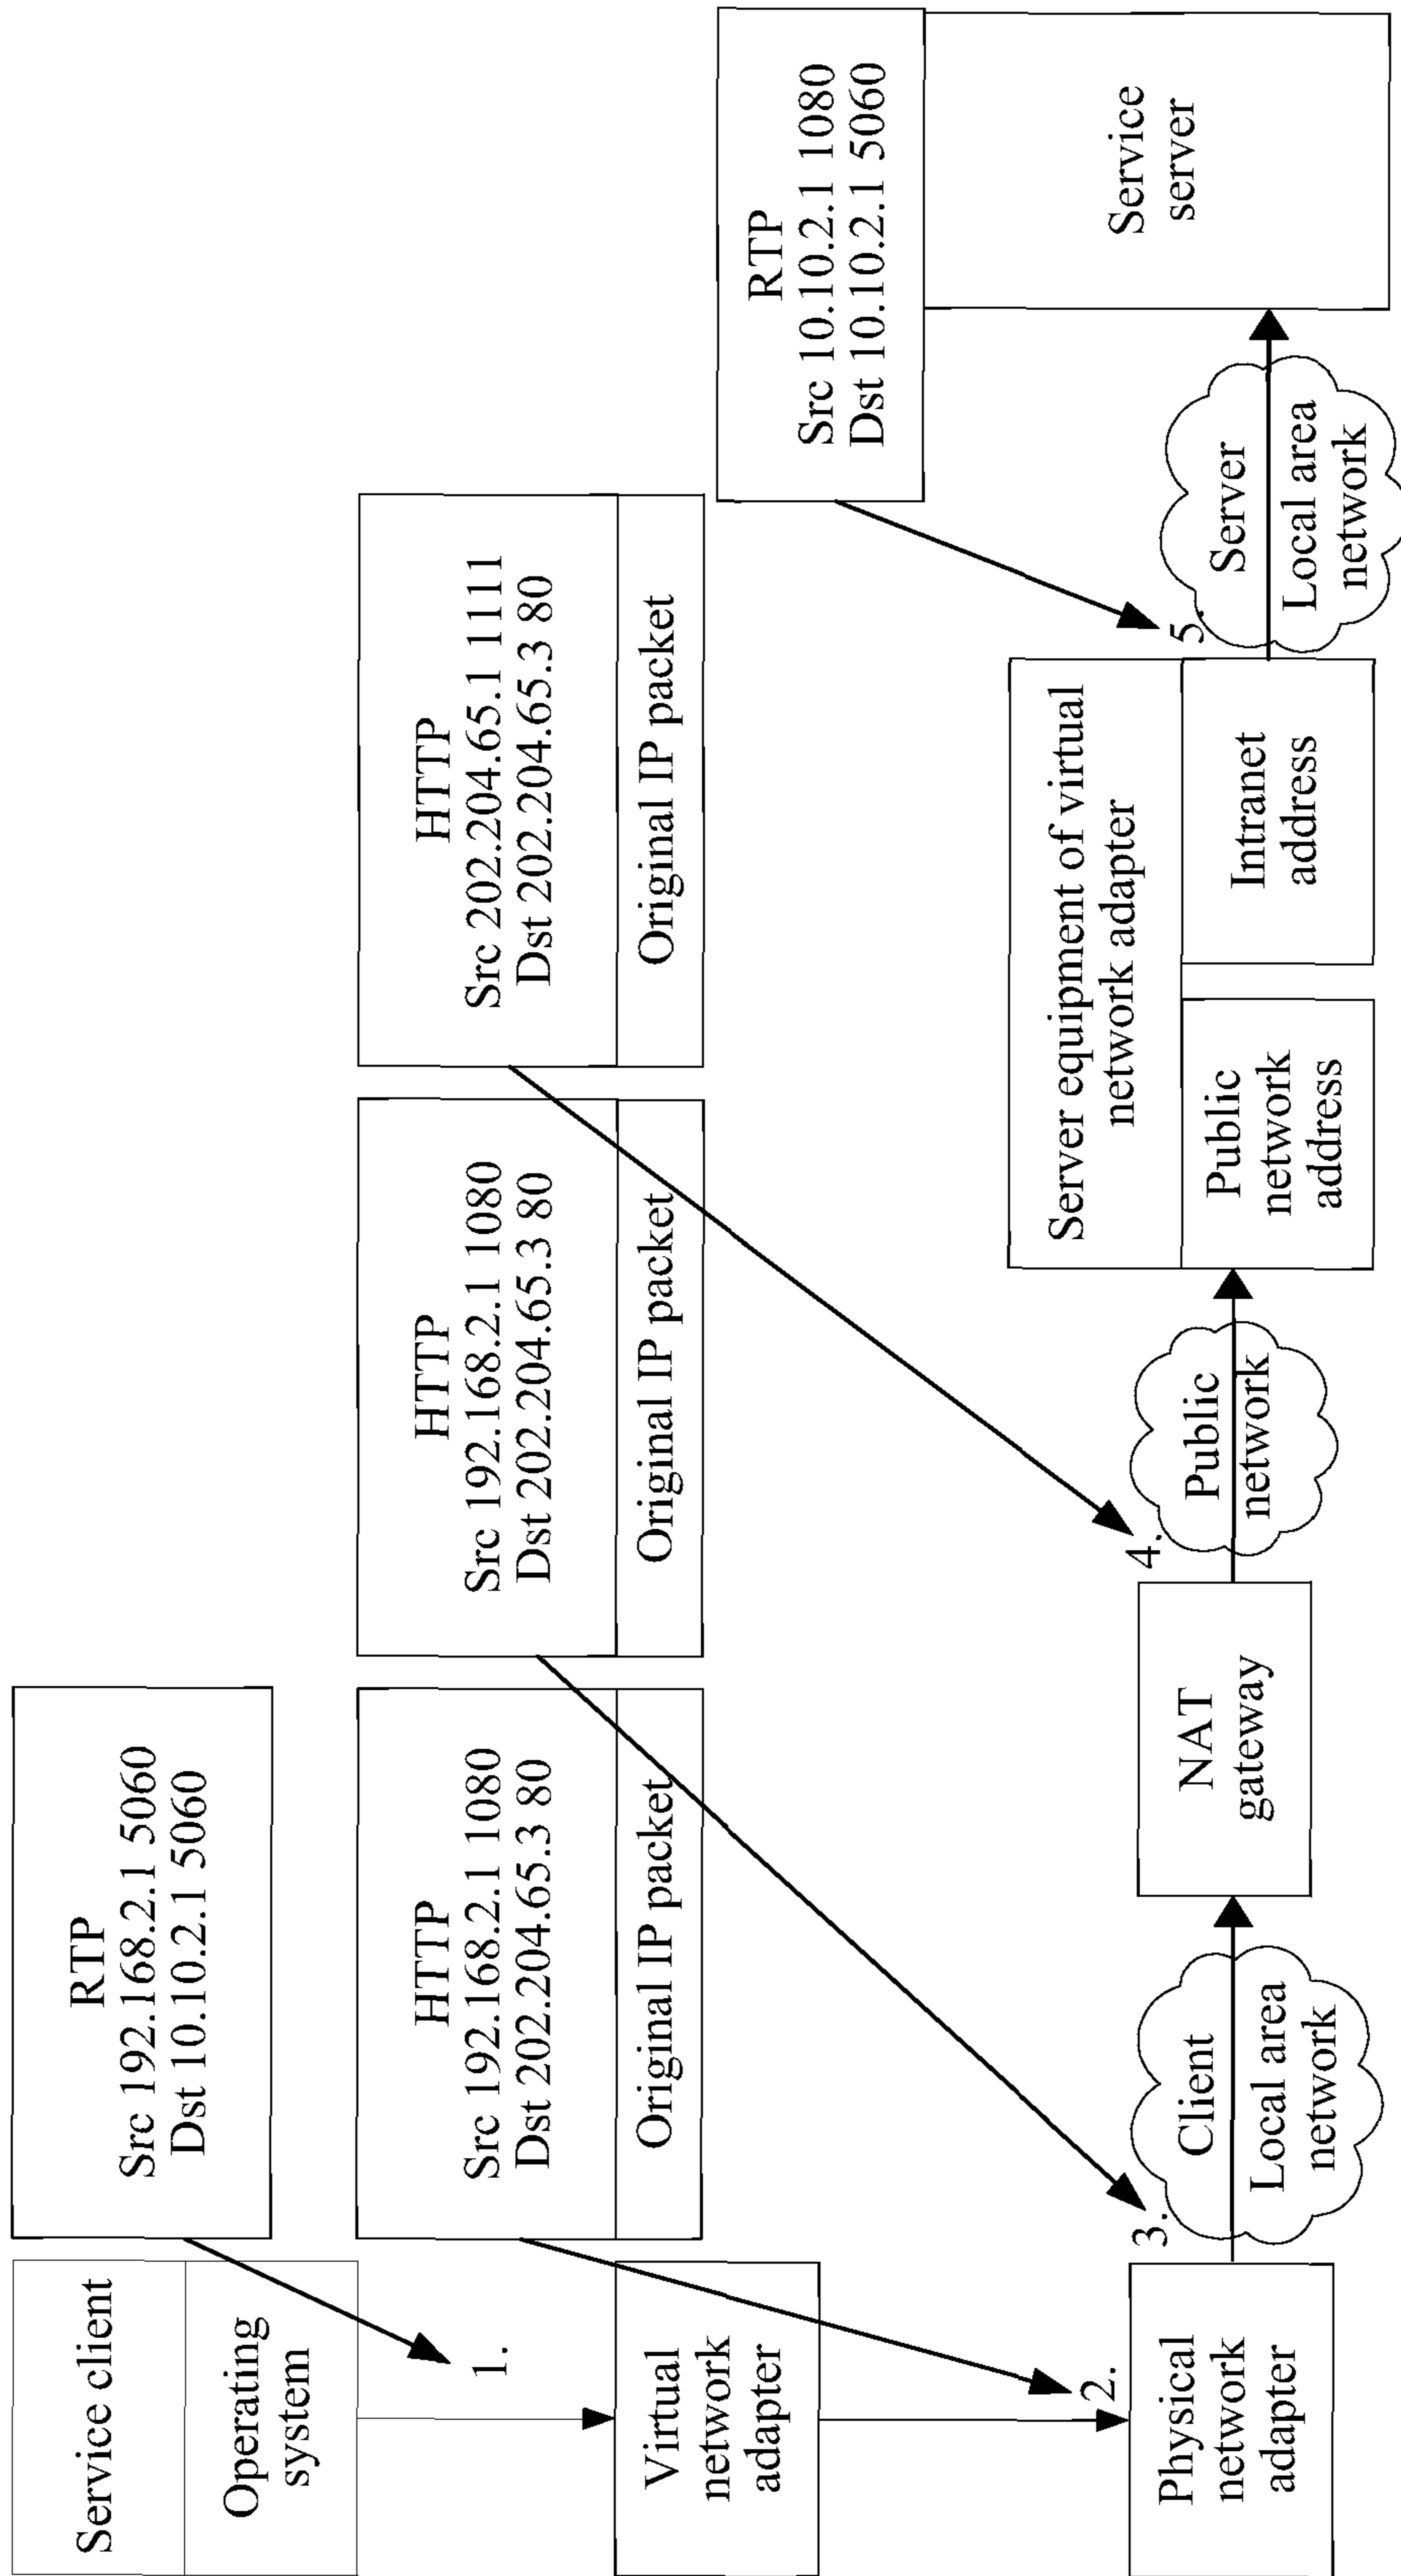 Service client
Operating
system
RTP
Src 192.168.2.1 5060
Dst 10.10.2.1 5060
1.
HTTP
Src 192.168.2.1 1080
Dst 202.204.65.3 80
Original IP packet
HTTP
Src 192.168.2.1 1080
Dst 202.204.65.3 80
Original IP packet
HTTP
Src 202.204.65.1 1111
Dst 202.204.65.3 80
Original IP packet
Virtual
network
adapter
RTP
Src 10.10.2.1 1080
Dst 10.10.2.1 5060
2.
Physical
network
adapter
3.
Client
Local area
network
NAT
gateway
4.
Public
network
Server equipment of virtual
network adapter
Public
network
address
Intranet
address
5.
Server
Local area
network
Service
server